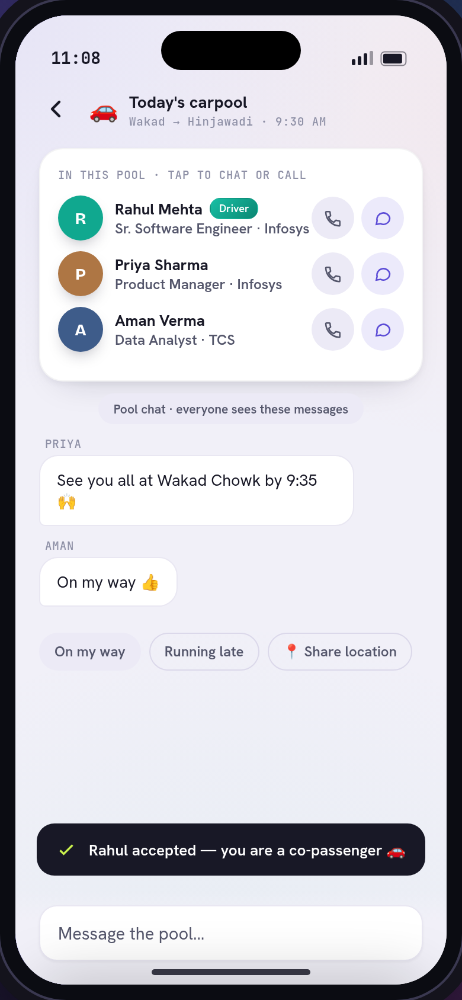 11:08
🚗 Today's carpool
Wakad → Hinjawadi · 9:30 AM
IN THIS POOL · TAP TO CHAT OR CALL
R
Rahul Mehta Driver
Sr. Software Engineer · Infosys
P
Priya Sharma
Product Manager · Infosys
A
Aman Verma
Data Analyst · TCS
Pool chat · everyone sees these messages
PRIYA
See you all at Wakad Chowk by 9:35
🙌
AMAN
On my way 👍
On my way Running late 📍 Share location
Rahul accepted — you are a co-passenger 🚗
Message the pool...